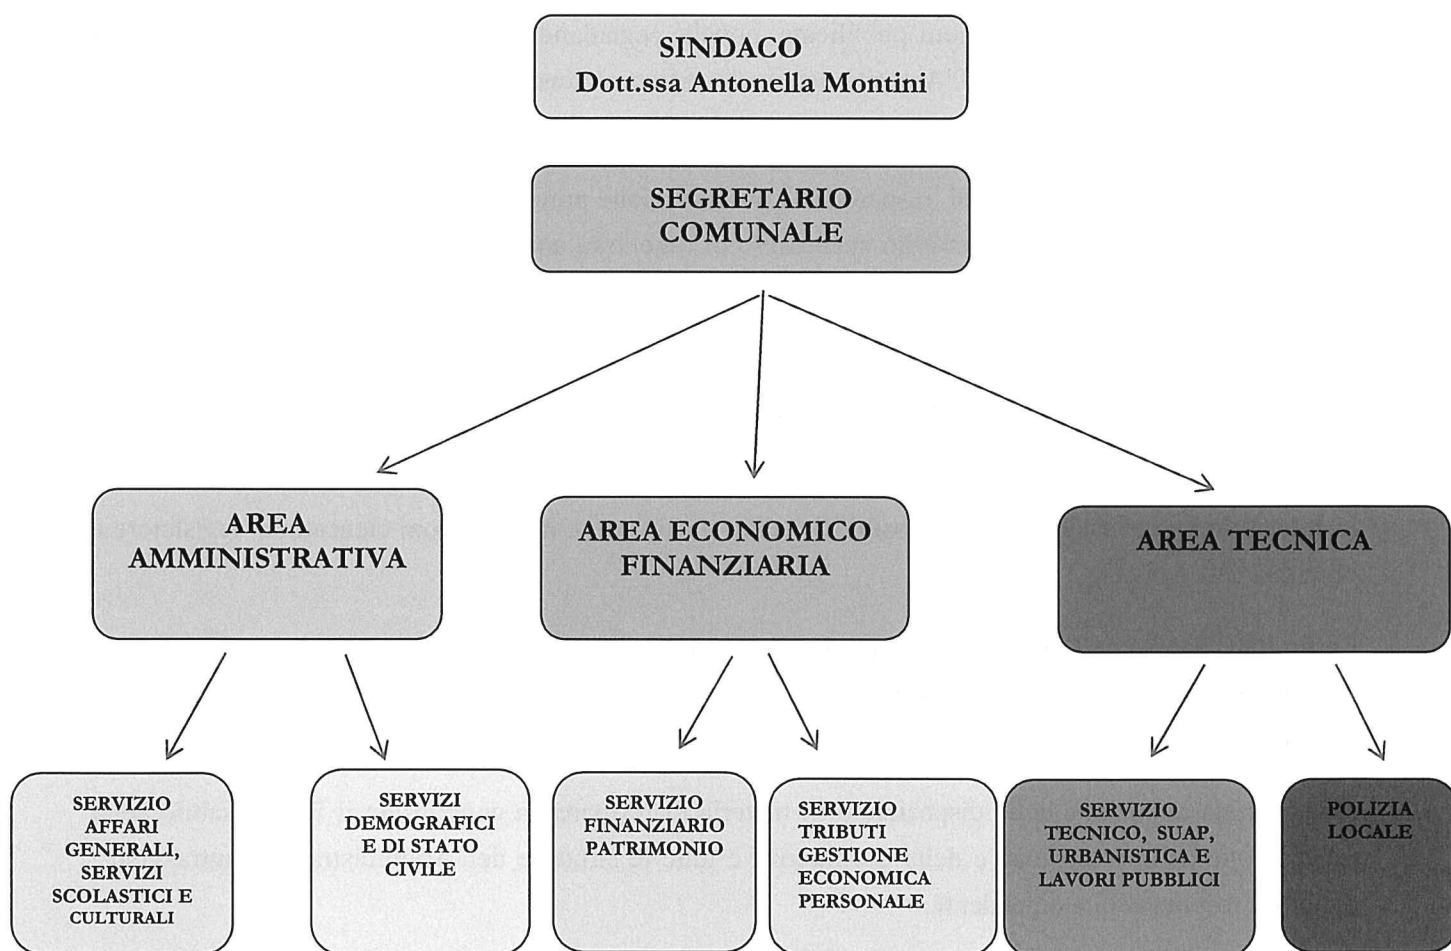 SINDACO
Dott.ssa Antonella Montini
SEGRETARIO
COMUNALE
AREA
AMMINISTRATIVA
AREA ECONOMICO
FINANZIARIA
AREA TECNICA
SERVIZIO
AFFARI
GENERALI,
SERVIZI
SCOLASTICI E
CULTURALI
SERVIZI
DEMOGRAFICI
E DI STATO
CIVILE
SERVIZIO
FINANZIARIO
PATRIMONIO
SERVIZIO
TRIBUTI
GESTIONE
ECONOMICA
PERSONALE
SERVIZIO
TECNICO, SUAP,
URBANISTICA E
LAVORI PUBBLICI
POLIZIA
LOCALE